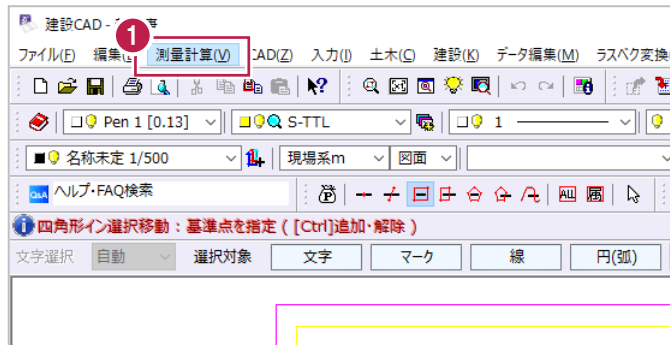 建設CAD -
1
ファイル(F) 編集( 測量計算(V) CAD(Z) 入力(I) 土木(C) 建設(K) データ編集(M) ラスベク変換
Pen 1 [0.13] S-TTL 1
名称未定 1/500 現場系m 図面
Q&A ヘルプ・FAQ検索 ALL 図
四角形イン選択移動 : 基準点を指定 ( [Ctrl]追加・解除 )
文字選択 自動 選択対象 文字 マーク 線 円(弧)